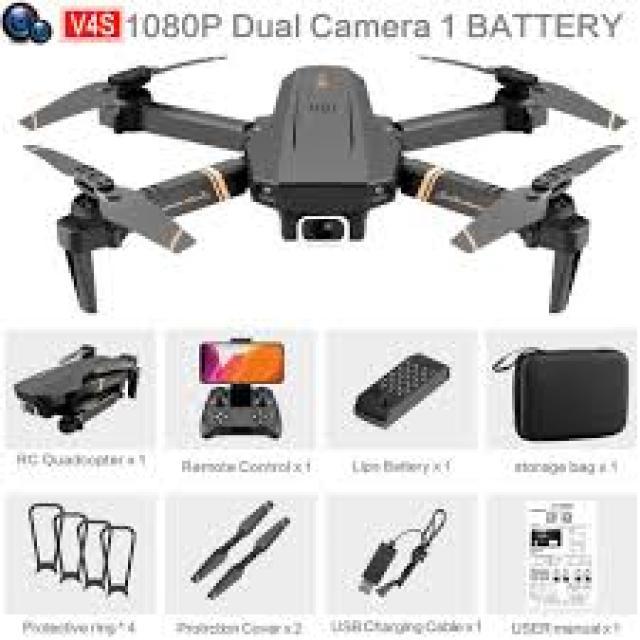 V4S 1080P Dual Camera 1 BATTERY
RC Quadcopter x 1
Remote Control x 1
Lipo Battery x 1
storage bag x 1
Protective ring * 4
Protection Cover x 2
USB Charging Cable x 1
USER manual x 1